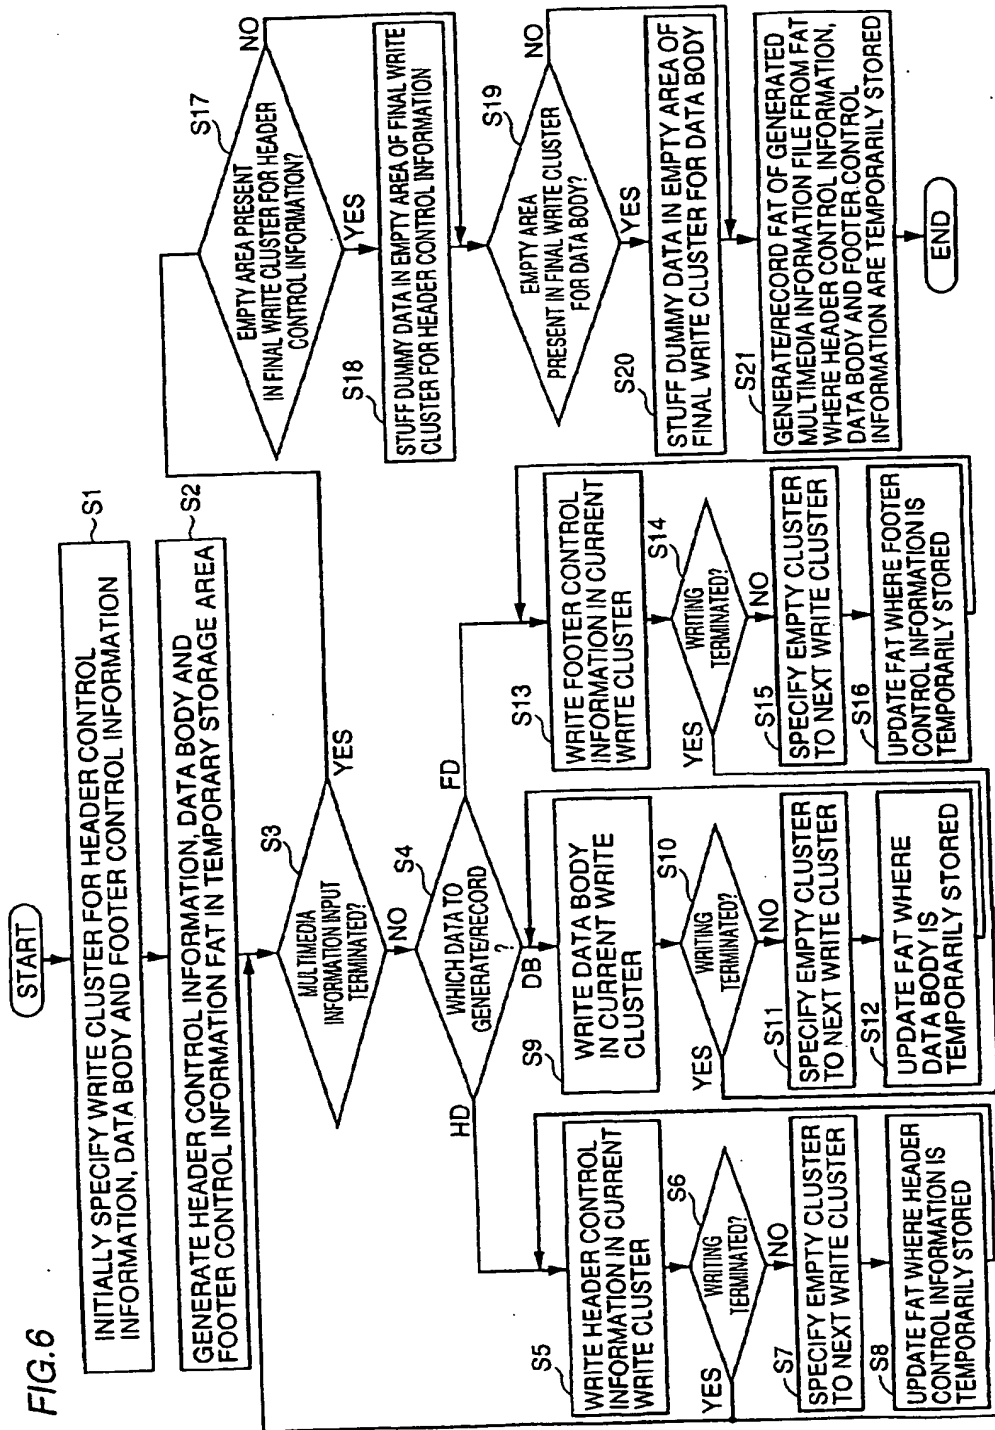 FIG.6
START
S1
INITIALLY SPECIFY WRITE CLUSTER FOR HEADER CONTROL
INFORMATION, DATA BODY AND FOOTER CONTROL INFORMATION
S2
GENERATE HEADER CONTROL INFORMATION, DATA BODY AND
FOOTER CONTROL INFORMATION FAT IN TEMPORARY STORAGE AREA
S3
MULTIMEDIA
INFORMATION INPUT
TERMINATED?
YES
NO
S4
WHICH DATA TO
GENERATE/RECORD
?
HD
DB
FD
S5
WRITE HEADER CONTROL
INFORMATION IN CURRENT
WRITE CLUSTER
S6
WRITING
TERMINATED?
YES
NO
S7
SPECIFY EMPTY CLUSTER
TO NEXT WRITE CLUSTER
S8
UPDATE FAT WHERE HEADER
CONTROL INFORMATION IS
TEMPORARILY STORED
S9
WRITE DATA BODY
IN CURRENT WRITE
CLUSTER
S10
WRITING
TERMINATED?
YES
NO
S11
SPECIFY EMPTY CLUSTER
TO NEXT WRITE CLUSTER
S12
UPDATE FAT WHERE
DATA BODY IS
TEMPORARILY STORED
S13
WRITE FOOTER CONTROL
INFORMATION IN CURRENT
WRITE CLUSTER
S14
WRITING
TERMINATED?
YES
NO
S15
SPECIFY EMPTY CLUSTER
TO NEXT WRITE CLUSTER
S16
UPDATE FAT WHERE FOOTER
CONTROL INFORMATION IS
TEMPORARILY STORED
S17
EMPTY AREA PRESENT
IN FINAL WRITE CLUSTER FOR HEADER
CONTROL INFORMATION?
NO
YES
S18
STUFF DUMMY DATA IN EMPTY AREA OF FINAL WRITE
CLUSTER FOR HEADER CONTROL INFORMATION
S19
EMPTY AREA
PRESENT IN FINAL WRITE CLUSTER
FOR DATA BODY?
NO
YES
S20
STUFF DUMMY DATA IN EMPTY AREA OF
FINAL WRITE CLUSTER FOR DATA BODY
S21
GENERATE/RECORD FAT OF GENERATED
MULTIMEDIA INFORMATION FILE FROM FAT
WHERE HEADER CONTROL INFORMATION,
DATA BODY AND FOOTER CONTROL
INFORMATION ARE TEMPORARILY STORED
END